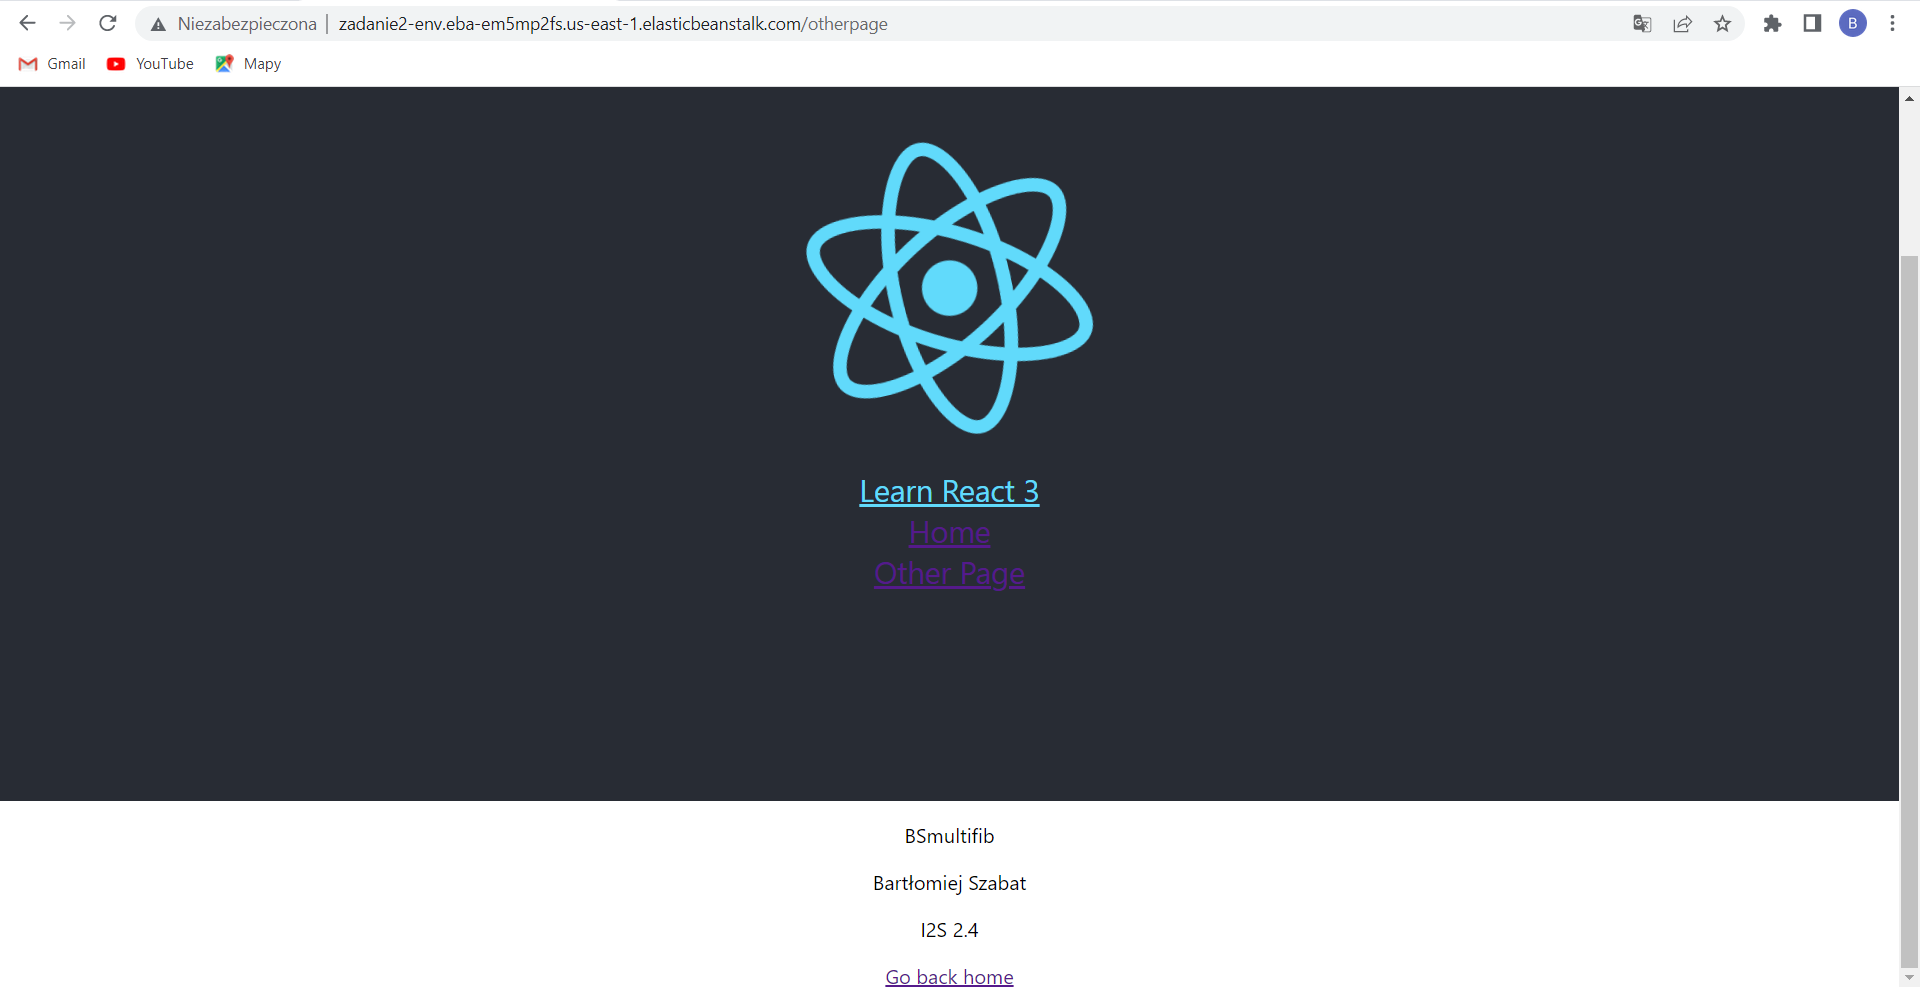 Niezabezpieczona | zadanie2-env.eba-em5mp2fs.us-east-1.elasticbeanstalk.com/otherpage
B
Gmail YouTube Mapy
Learn React 3
Home
Other Page
BSmultifib
Bartłomiej Szabat
I2S 2.4
Go back home